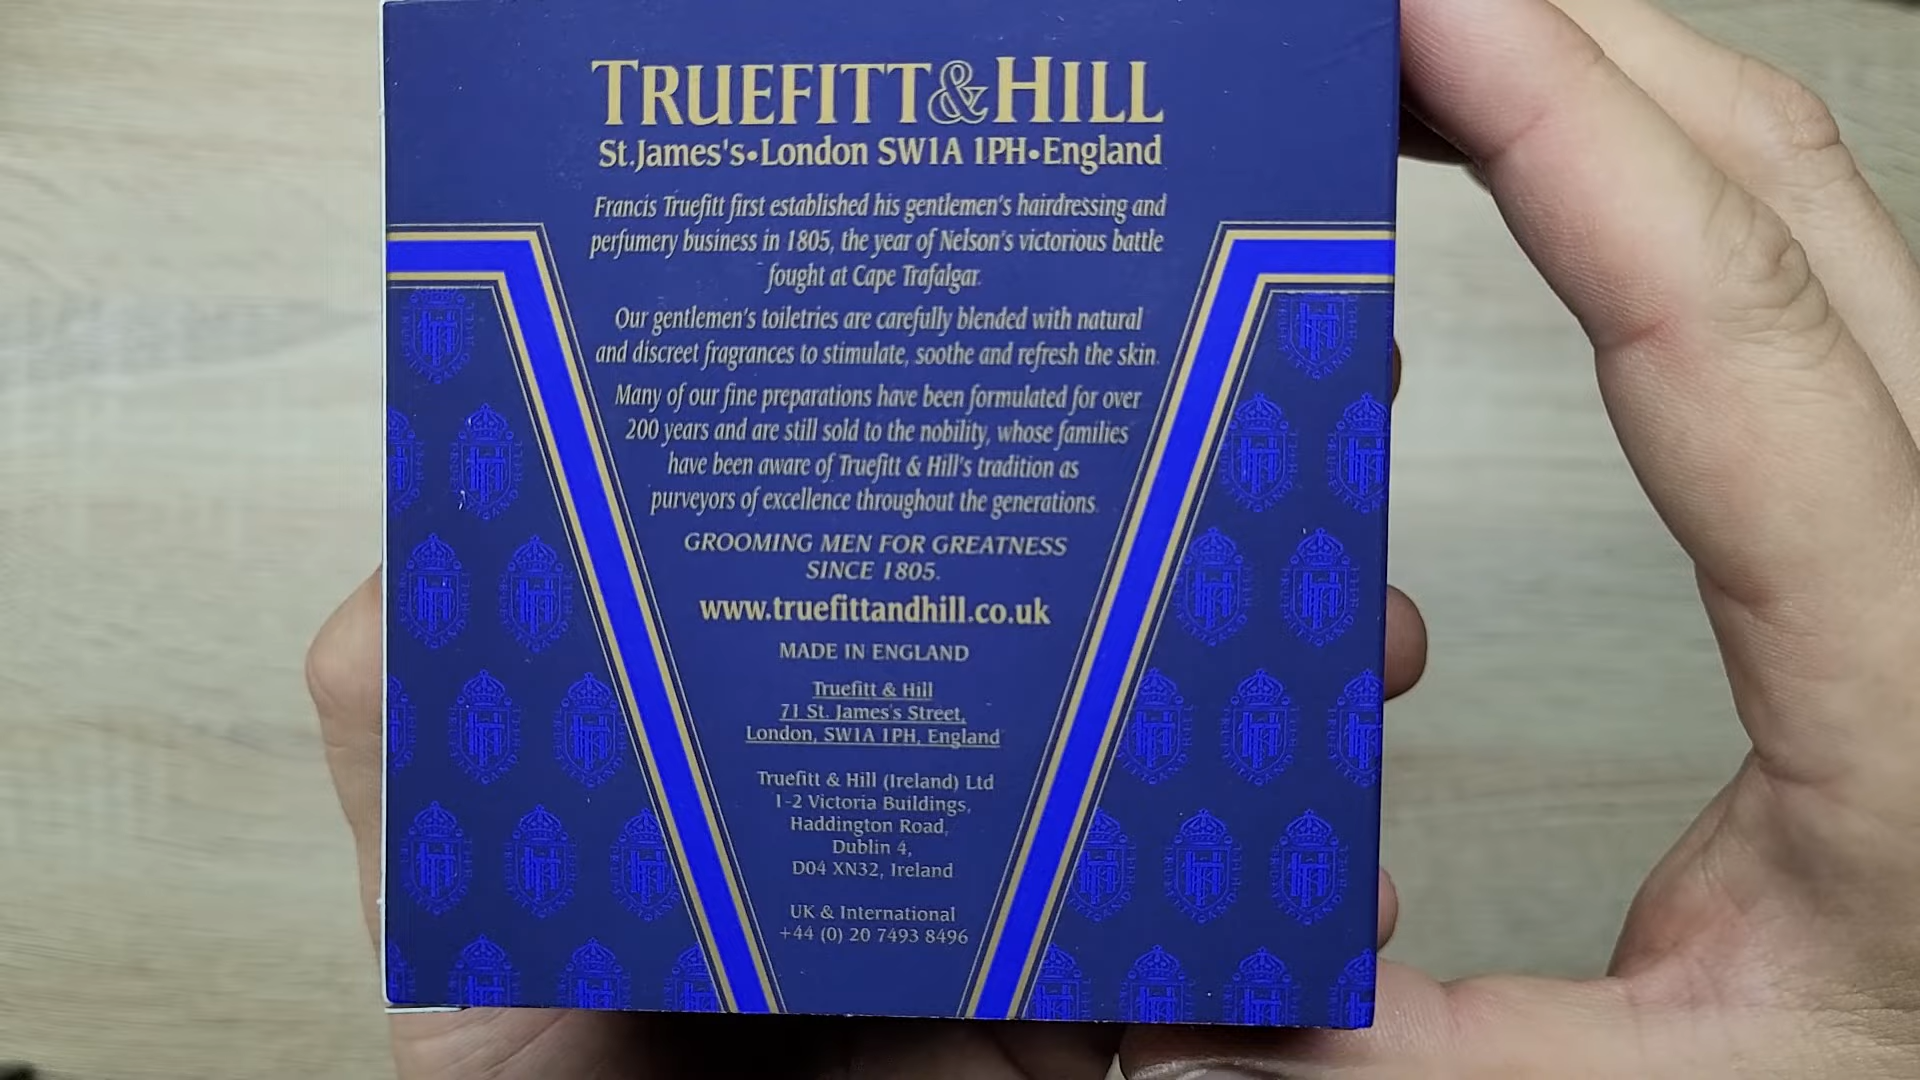 TRUEFITT&HILL
St.James's•London SW1A 1PH•England
Francis Truefitt first established his gentlemen's hairdressing and
perfumery business in 1805, the year of Nelson's victorious battle
fought at Cape Trafalgar.
Our gentlemen's toiletries are carefully blended with natural
and discreet fragrances to stimulate, soothe and refresh the skin.
Many of our fine preparations have been formulated for over
200 years and are still sold to the nobility, whose families
have been aware of Truefitt & Hill's tradition as
purveyors of excellence throughout the generations.
GROOMING MEN FOR GREATNESS
SINCE 1805.
www.truefittandhill.co.uk
MADE IN ENGLAND
Truefitt & Hill
71 St. James's Street,
London, SW1A 1PH, England
Truefitt & Hill (Ireland) Ltd
1-2 Victoria Buildings,
Haddington Road,
Dublin 4,
D04 XN32, Ireland
UK & International
+44 (0) 20 7493 8496